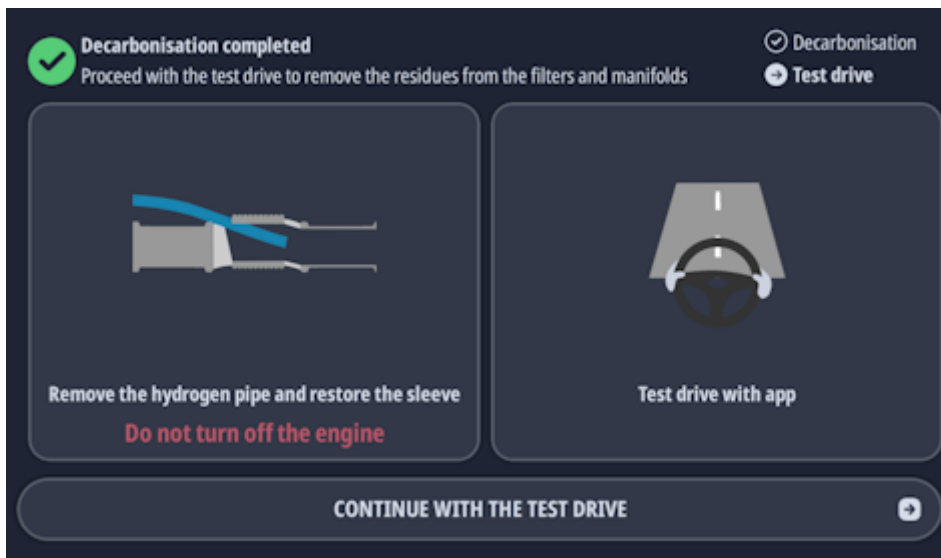 Decarbonisation completed
Proceed with the test drive to remove the residues from the filters and manifolds
Decarbonisation
Test drive
Remove the hydrogen pipe and restore the sleeve
Do not turn off the engine
Test drive with app
CONTINUE WITH THE TEST DRIVE